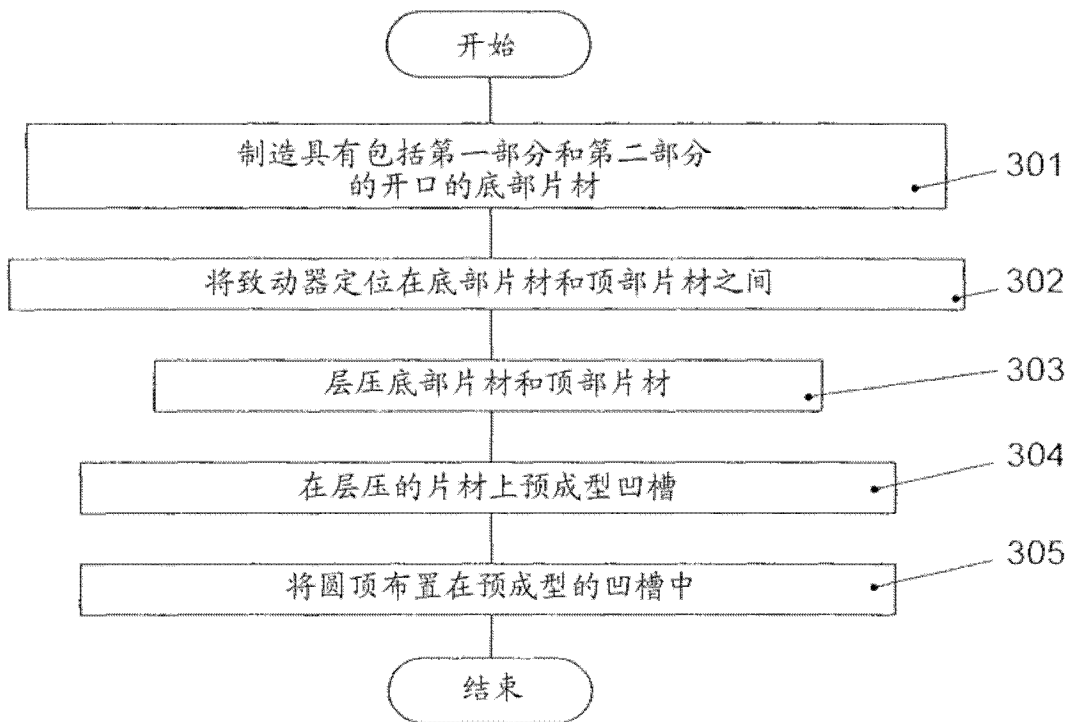 开始
制造具有包括第一部分和第二部分
的开口的底部片材
301
将致动器定位在底部片材和顶部片材之间
302
层压底部片材和顶部片材
303
在层压的片材上预成型凹槽
304
将圆顶布置在预成型的凹槽中
305
结束